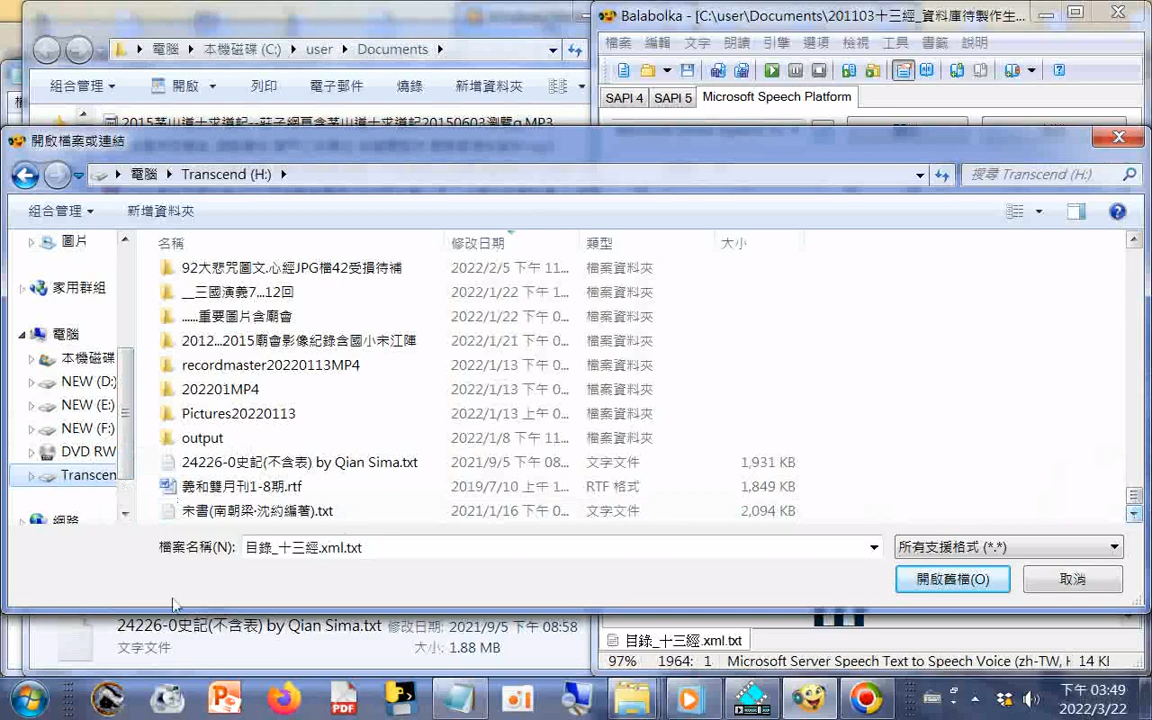 Balabolka - [C:\user\Documents\201103十三經_資料庫待製作生...
電腦 本機磁碟 (C:) user Documents
檔案 編輯 文字 朗讀 引擎 選項 檢視 工具 書籤 說明
組合管理 開啟 列印 電子郵件 燒錄 新增資料夾
SAPI 4 SAPI 5 Microsoft Speech Platform
開啟檔案或連結
電腦 Transcend (H:)
搜尋 Transcend (H:)
組合管理 新增資料夾
名稱 修改日期 類型 大小
圖片
家用群組
電腦
本機磁碟
NEW (D:)
NEW (E:)
NEW (F:)
DVD RW
Transcen
網路
92大悲咒圖文.心經JPG檔42受損待補 2022/2/5 下午 11... 檔案資料夾
__三國演義7...12回 2022/1/22 下午 1... 檔案資料夾
......重要圖片含廟會 2022/1/22 下午 0... 檔案資料夾
2012...2015廟會影像紀錄含國小宋江陣 2022/1/21 下午 0... 檔案資料夾
recordmaster20220113MP4 2022/1/13 下午 0... 檔案資料夾
202201MP4 2022/1/13 下午 0... 檔案資料夾
Pictures20220113 2022/1/13 上午 0... 檔案資料夾
output 2022/1/8 下午 11... 檔案資料夾
24226-0史記(不含表) by Qian Sima.txt 2021/9/5 下午 08... 文字文件 1,931 KB
義和雙月刊1-8期.rtf 2019/7/10 上午 1... RTF 格式 1,849 KB
宋書(南朝梁·沈約編著).txt 2021/1/16 下午 0... 文字文件 2,094 KB
檔案名稱(N): 目錄_十三經.xml.txt 所有支援格式 (*.*)
開啟舊檔(O) 取消
24226-0史記(不含表) by Qian Sima.txt 修改日期: 2021/9/5 下午 08:58
文字文件 大小: 1.88 MB
目錄_十三經.xml.txt
97% 1964: 1 Microsoft Server Speech Text to Speech Voice (zh-TW, H 14 KI
下午 03:49
2022/3/22